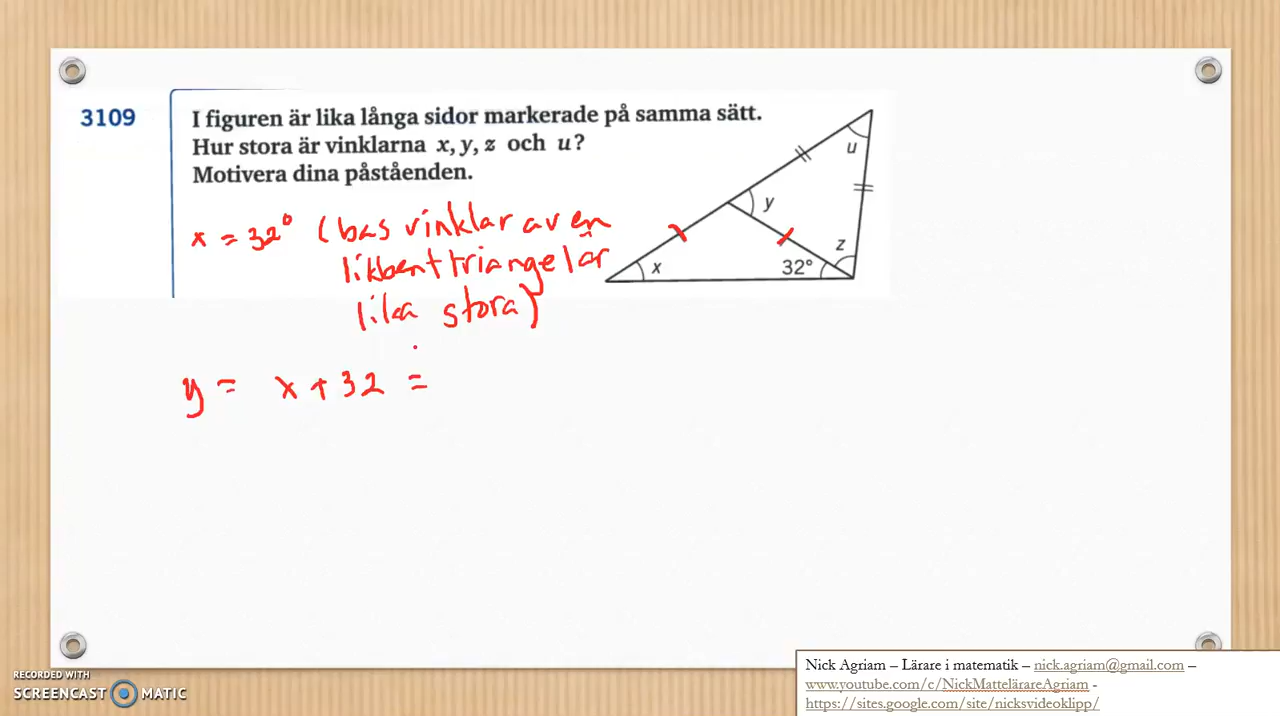 3109
I figuren är lika långa sidor markerade på samma sätt.
Hur stora är vinklarna x, y, z och u?
Motivera dina påståenden.
x = 32° (bas vinklar av en
likbent triangel är
lika stora)
y = x + 32 =
u
y
z
x
32°
RECORDED WITH
SCREENCAST MATIC
Nick Agriam – Lärare i matematik – nick.agriam@gmail.com –
www.youtube.com/c/NickMattelärareAgriam -
https://sites.google.com/site/nicksvideoklipp/